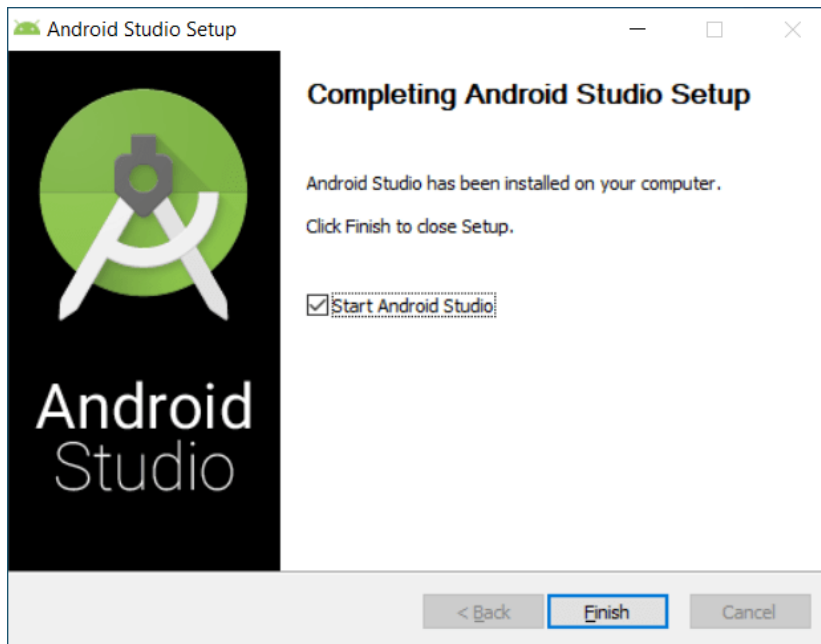 Android Studio Setup
Completing Android Studio Setup
Android Studio has been installed on your computer.
Click Finish to close Setup.
Start Android Studio
Android
Studio
< Back
Finish
Cancel